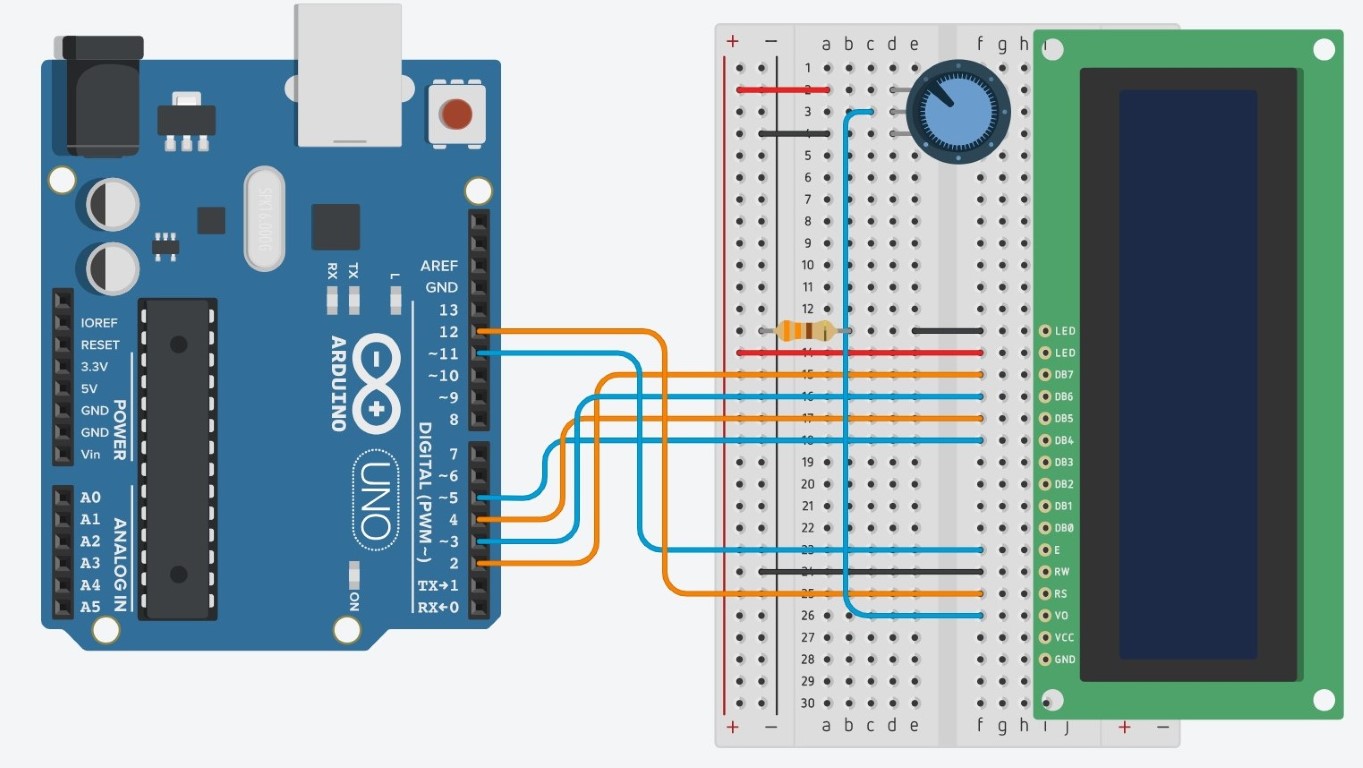 SPK16.000G
RX
TX
L
AREF
GND
13
12
~11
~10
~9
8
7
~6
~5
4
~3
2
TX→1
RX←0
DIGITAL (PWM~)
ARDUINO
UNO
ON
IOREF
RESET
3.3V
5V
GND
GND
Vin
POWER
A0
A1
A2
A3
A4
A5
ANALOG IN
+ −
a b c d e
f g h i
1
2
3
4
5
6
7
8
9
10
11
12
14
15
16
17
18
19
20
21
22
23
24
25
26
27
28
29
30
+ −
a b c d e
f g h i j
+ −
LED
LED
DB7
DB6
DB5
DB4
DB3
DB2
DB1
DB0
E
RW
RS
VO
VCC
GND